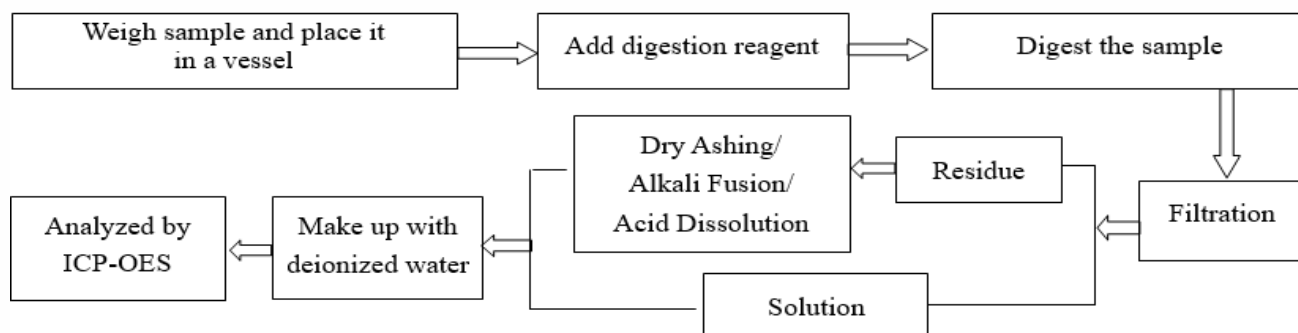 Weigh sample and place it
in a vessel
Add digestion reagent
Digest the sample
Filtration
Residue
Dry Ashing/
Alkali Fusion/
Acid Dissolution
Solution
Make up with
deionized water
Analyzed by
ICP-OES